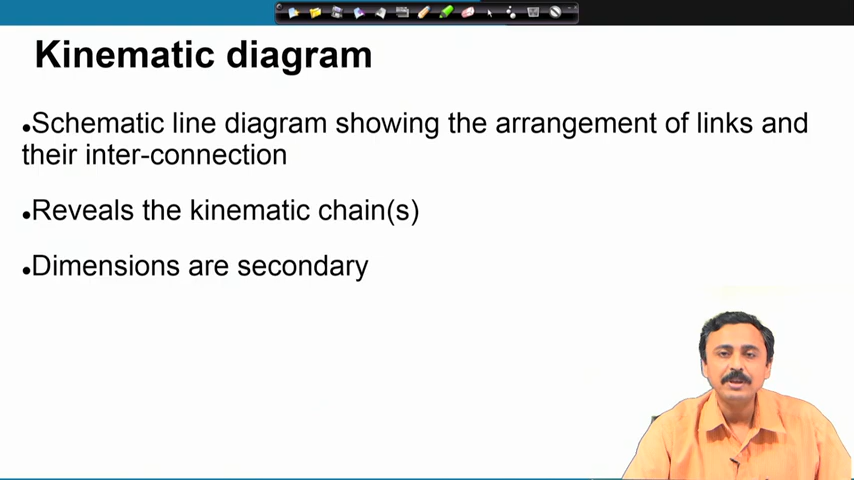 Kinematic diagram
•Schematic line diagram showing the arrangement of links and
their inter-connection
•Reveals the kinematic chain(s)
•Dimensions are secondary